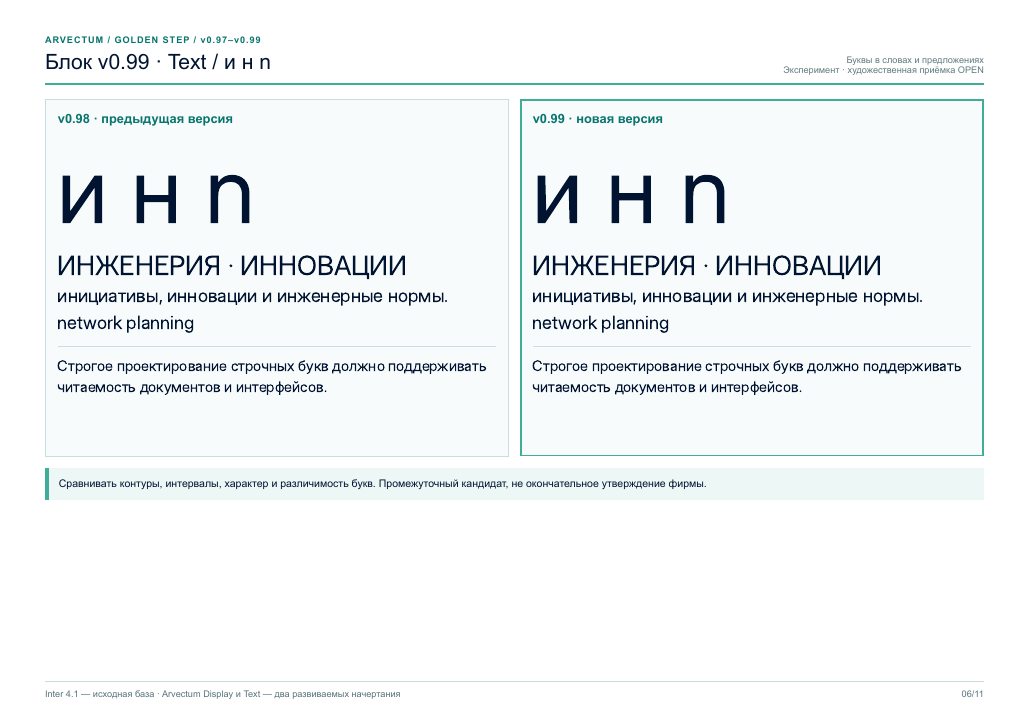 ARVECTUM / GOLDEN STEP / v0.97–v0.99
Блок v0.99 · Text / и н n
Буквы в словах и предложениях
Эксперимент · художественная приёмка OPEN
v0.98 · предыдущая версия
и н n
ИНЖЕНЕРИЯ · ИННОВАЦИИ
инициативы, инновации и инженерные нормы.
network planning
Строгое проектирование строчных букв должно поддерживать
читаемость документов и интерфейсов.
v0.99 · новая версия
и н n
ИНЖЕНЕРИЯ · ИННОВАЦИИ
инициативы, инновации и инженерные нормы.
network planning
Строгое проектирование строчных букв должно поддерживать
читаемость документов и интерфейсов.
Сравнивать контуры, интервалы, характер и различимость букв. Промежуточный кандидат, не окончательное утверждение фирмы.
Inter 4.1 — исходная база · Arvectum Display и Text — два развиваемых начертания
06/11